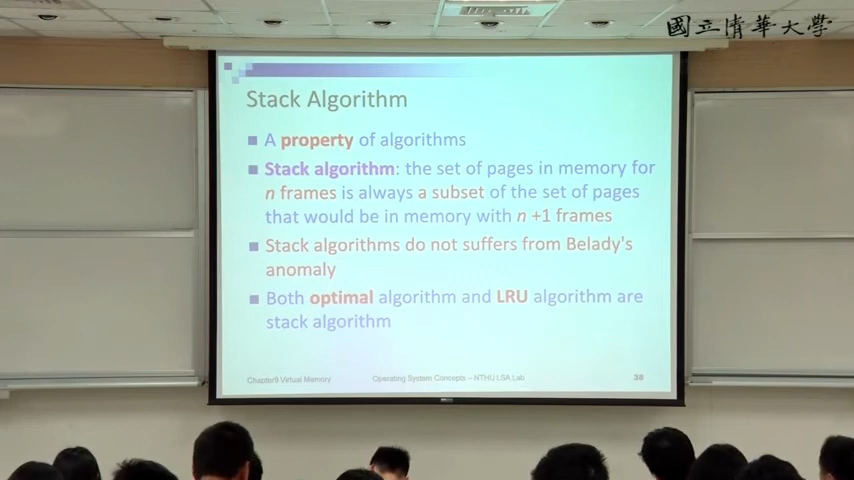 國立清華大學
Stack Algorithm
A property of algorithms
Stack algorithm: the set of pages in memory for
n frames is always a subset of the set of pages
that would be in memory with n +1 frames
Stack algorithms do not suffers from Belady's
anomaly
Both optimal algorithm and LRU algorithm are
stack algorithm
Chapter9 Virtual Memory
Operating System Concepts – NTHU LSA Lab
38